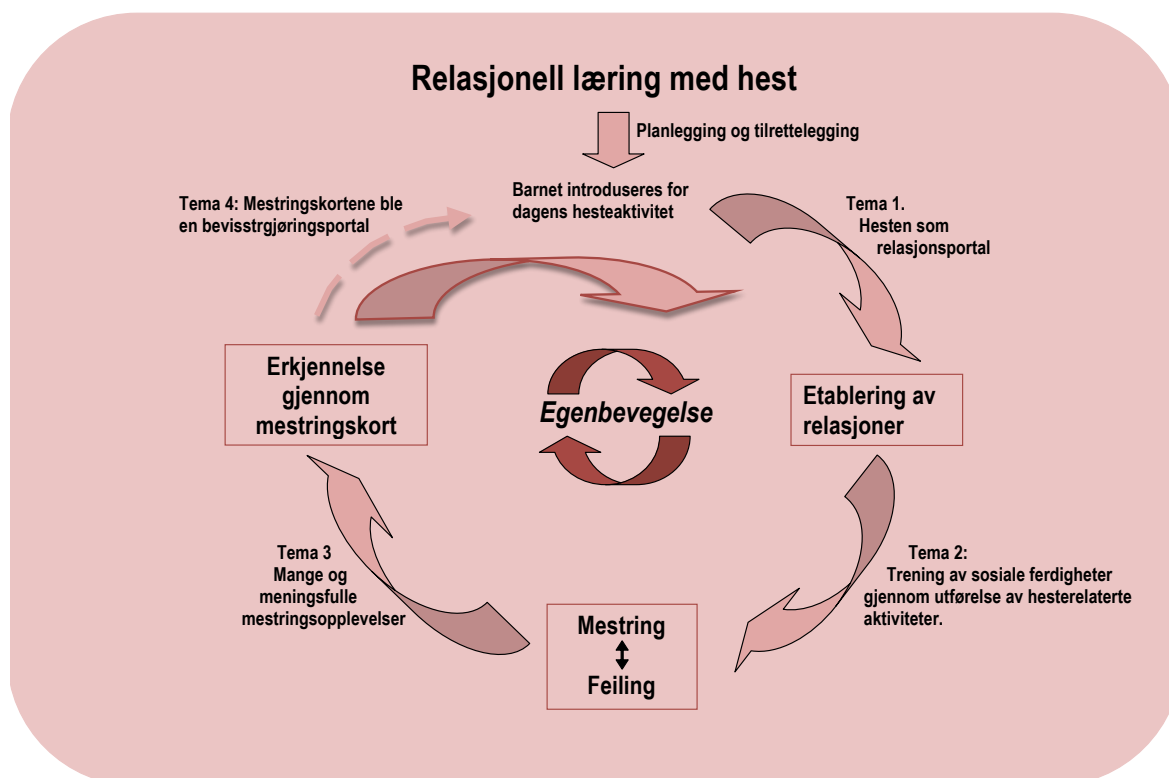 Relasjonell læring med hest
Planlegging og tilrettelegging
Barnet introduseres for
dagens hesteaktivitet
Tema 1.
Hesten som
relasjonsportal
Tema 4: Mestringskortene ble
en bevisstrgjøringsportal
Erkjennelse
gjennom
mestringskort
Egenbevegelse
Etablering av
relasjoner
Tema 3
Mange og
meningsfulle
mestringsopplevelser
Tema 2:
Trening av sosiale ferdigheter
gjennom utførelse av hesterelaterte
aktiviteter.
Mestring
Feiling